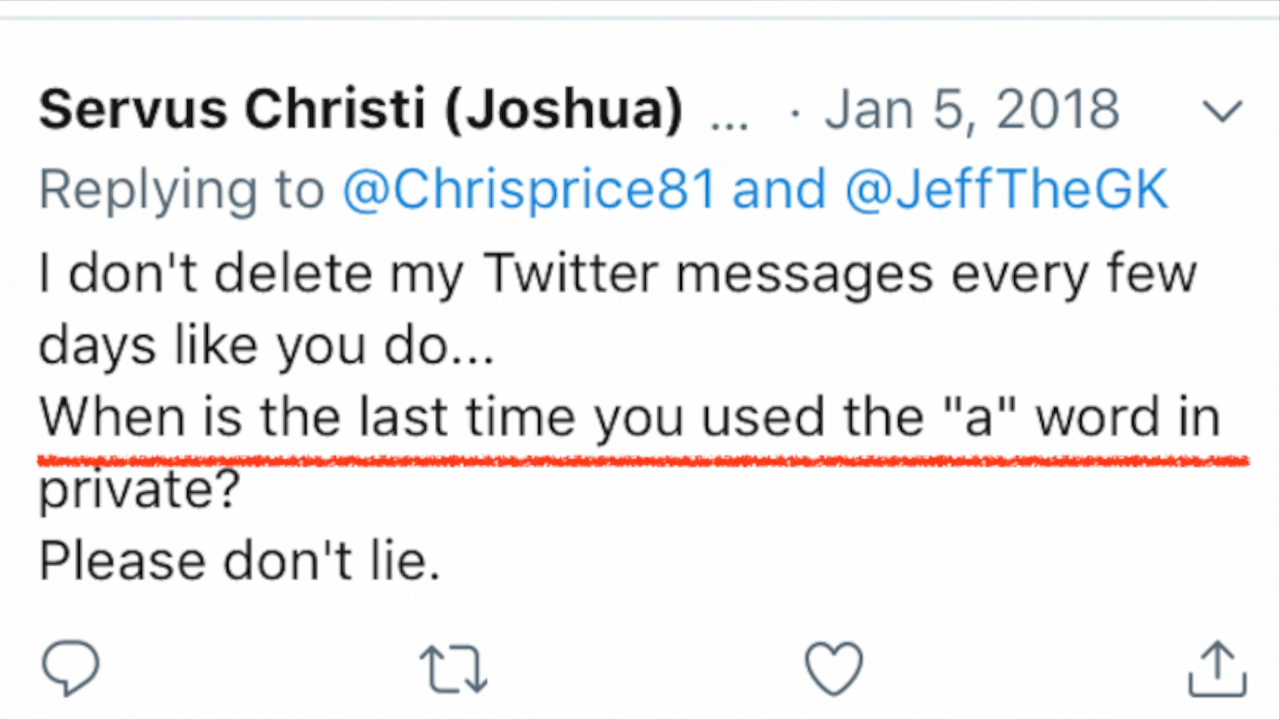 Servus Christi (Joshua) ... · Jan 5, 2018
Replying to @Chrisprice81 and @JeffTheGK
I don't delete my Twitter messages every few
days like you do...
When is the last time you used the "a" word in
private?
Please don't lie.